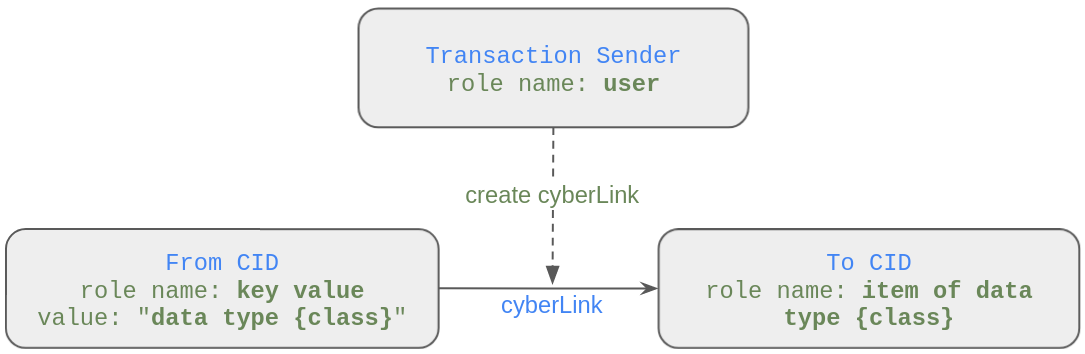 Transaction Sender
role name: user
create cyberLink
From CID
role name: key value
value: "data type {class}"
cyberLink
To CID
role name: item of data
type {class}